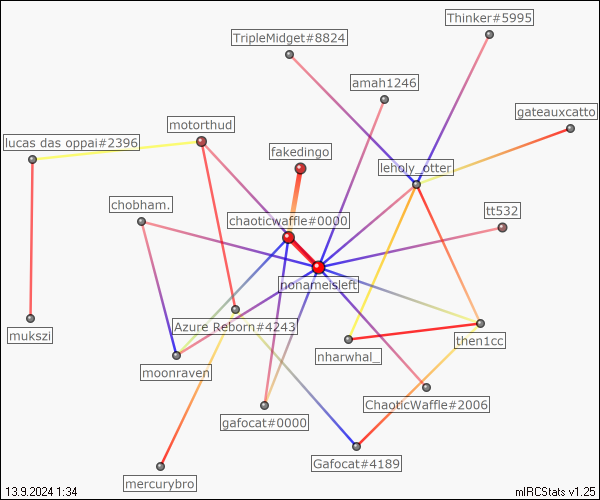 Thinker#5995
TripleMidget#8824
amah1246
gateauxcatto
motorthud
lucas das oppai#2396
fakedingo
leholy_otter
chobham.
tt532
chaoticwaffle#0000
nonameisleft
Azure Reborn#4243
mukszi
then1cc
nharwhal_
moonraven
ChaoticWaffle#2006
gafocat#0000
Gafocat#4189
mercurybro
13.9.2024 1:34
mIRCStats v1.25